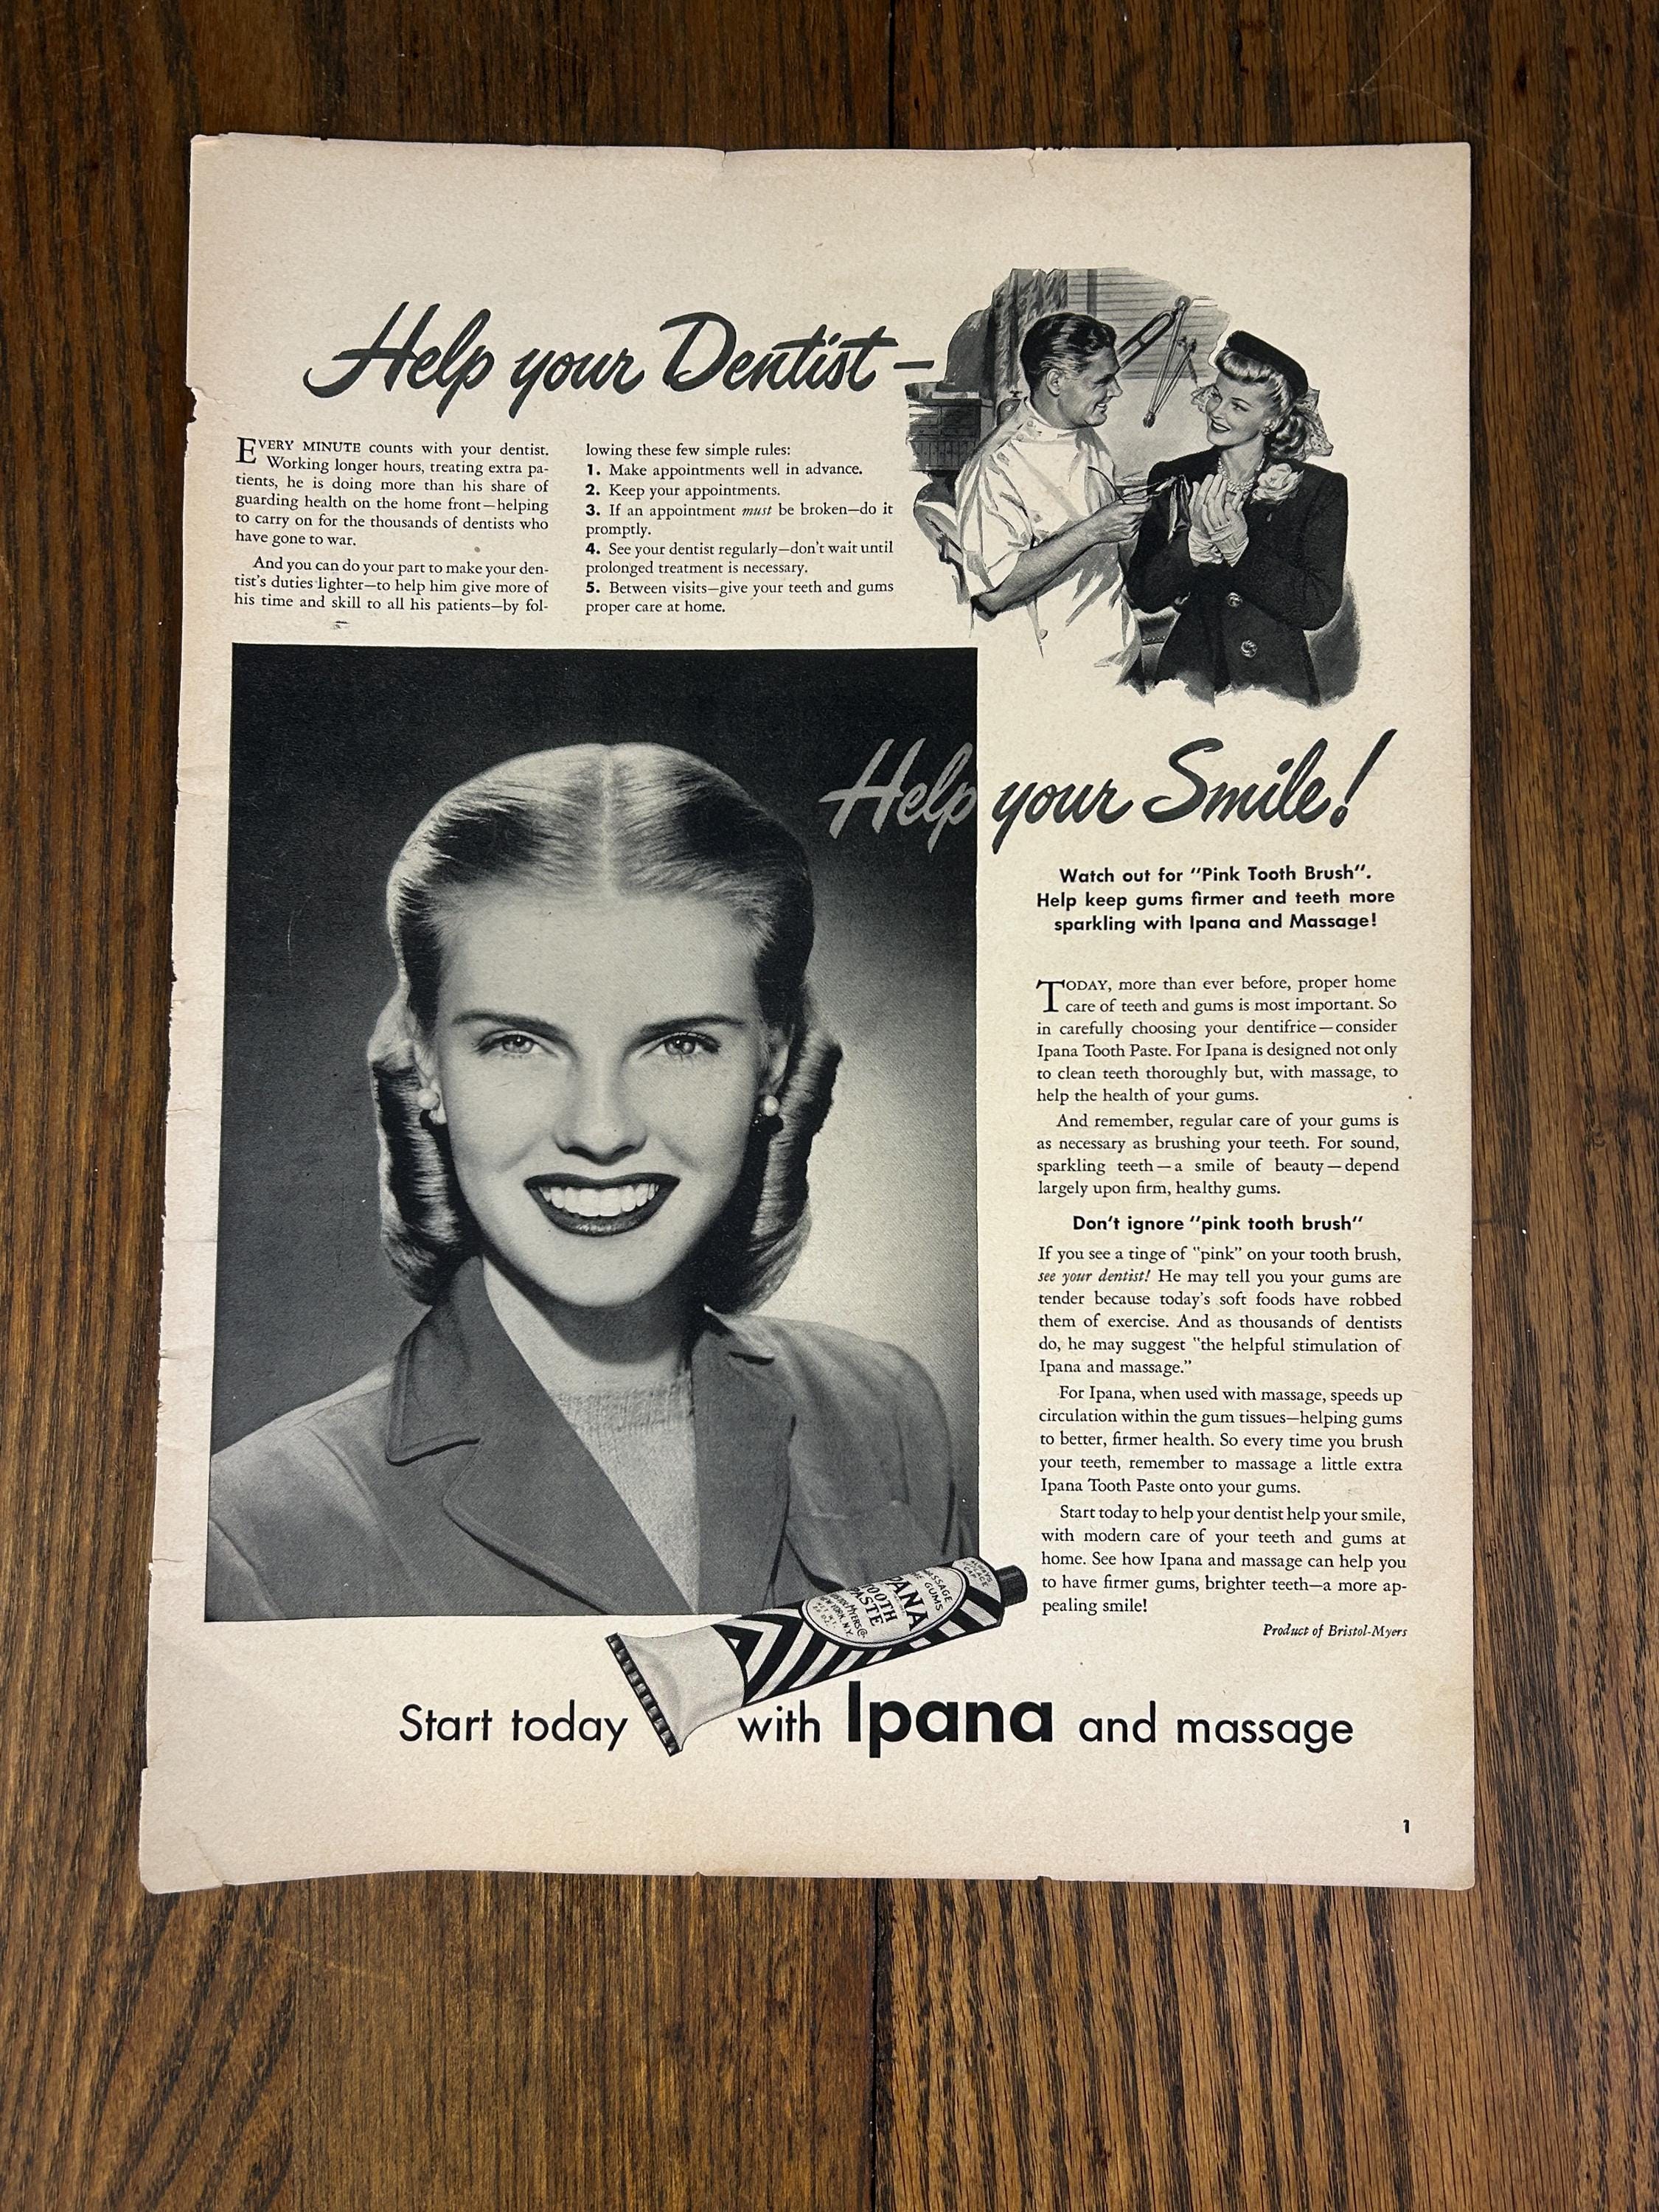 Help your Dentist—
EVERY MINUTE counts with your dentist.
Working longer hours, treating extra pa-
tients, he is doing more than his share of
guarding health on the home front—helping
to carry on for the thousands of dentists who
have gone to war.
And you can do your part to make your den-
tist's duties lighter—to help him give more of
his time and skill to all his patients—by fol-
lowing these few simple rules:
1. Make appointments well in advance.
2. Keep your appointments.
3. If an appointment must be broken—do it
promptly.
4. See your dentist regularly—don't wait until
prolonged treatment is necessary.
5. Between visits—give your teeth and gums
proper care at home.
Help your Smile!
Watch out for "Pink Tooth Brush".
Help keep gums firmer and teeth more
sparkling with Ipana and Massage!
TODAY, more than ever before, proper home
care of teeth and gums is most important. So
in carefully choosing your dentifrice—consider
Ipana Tooth Paste. For Ipana is designed not only
to clean teeth thoroughly but, with massage, to
help the health of your gums.
And remember, regular care of your gums is
as necessary as brushing your teeth. For sound,
sparkling teeth—a smile of beauty—depend
largely upon firm, healthy gums.
Don't ignore "pink tooth brush"
If you see a tinge of "pink" on your tooth brush,
see your dentist! He may tell you your gums are
tender because today's soft foods have robbed
them of exercise. And as thousands of dentists
do, he may suggest "the helpful stimulation of
Ipana and massage."
For Ipana, when used with massage, speeds up
circulation within the gum tissues—helping gums
to better, firmer health. So every time you brush
your teeth, remember to massage a little extra
Ipana Tooth Paste onto your gums.
Start today to help your dentist help your smile,
with modern care of your teeth and gums at
home. See how Ipana and massage can help you
to have firmer gums, brighter teeth—a more ap-
pealing smile!
Product of Bristol-Myers
MASSAGE
GUMS
IPANA
TOOTH
PASTE
NEW YORK, N.Y.
Start today with Ipana and massage
1